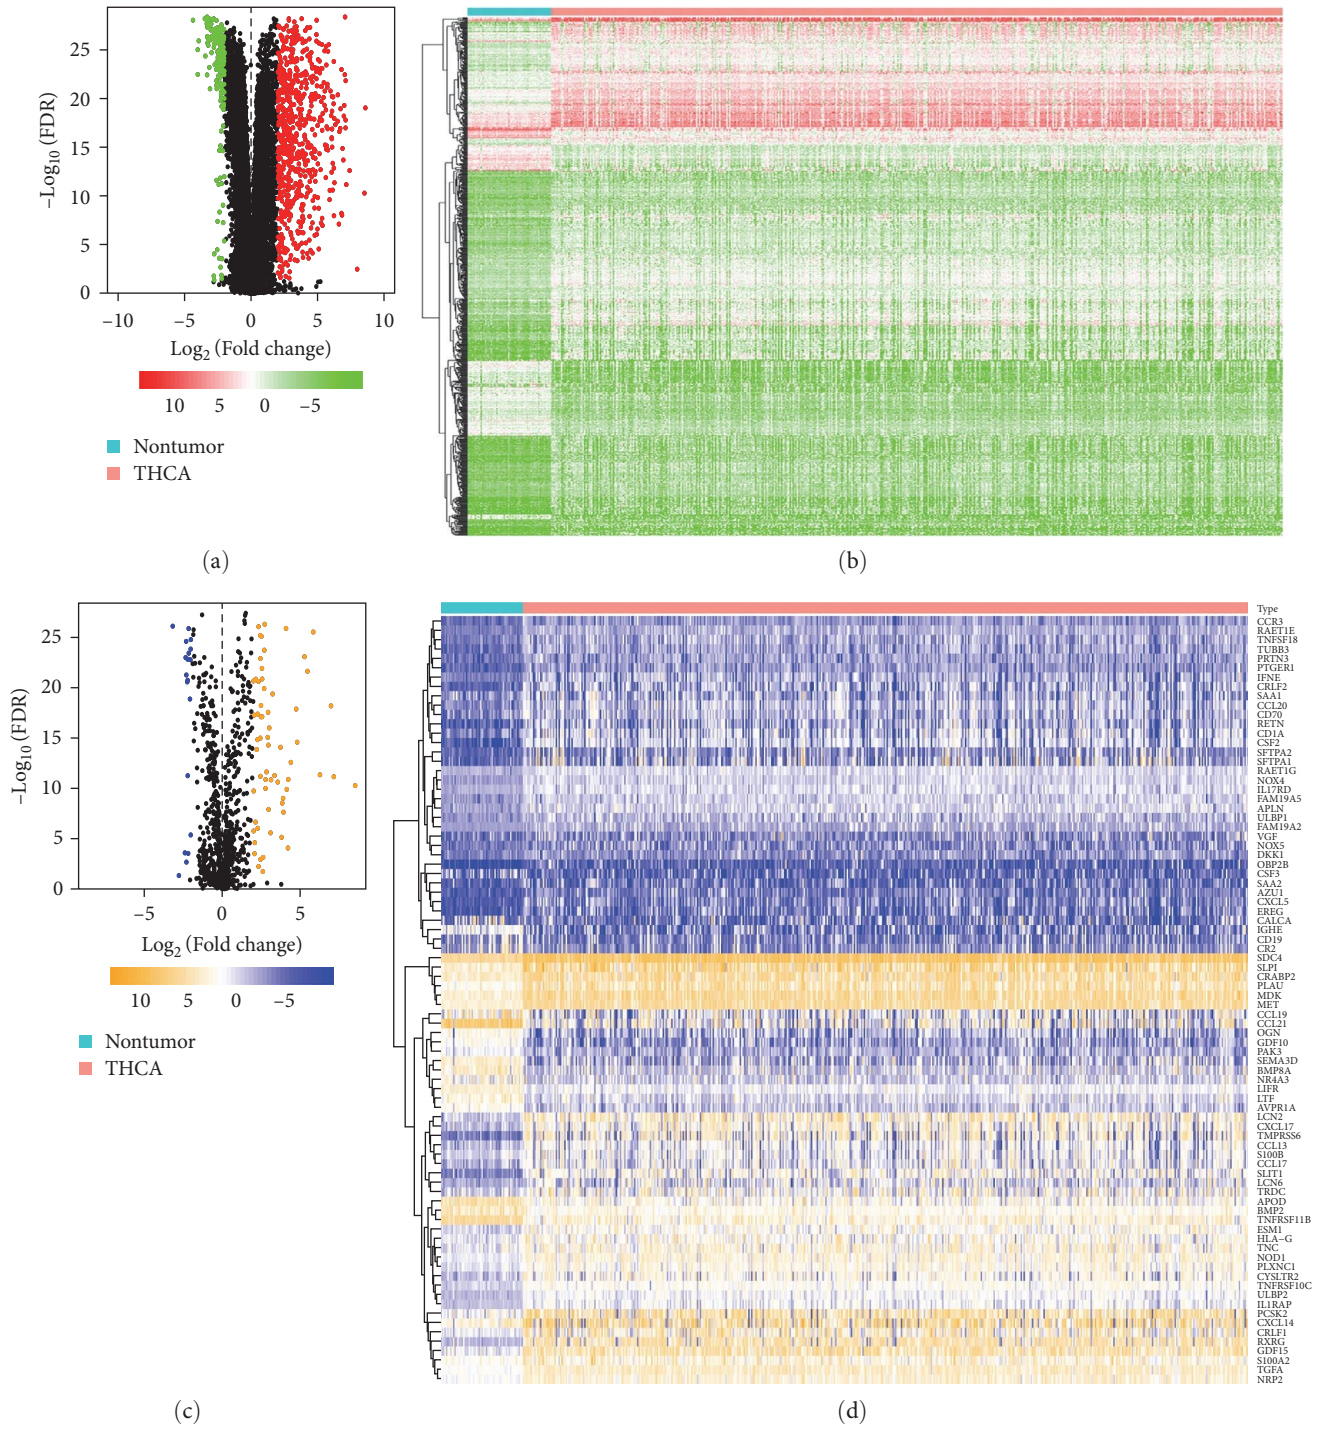 25
20
15
10
5
0
−Log10 (FDR)
−10 −5 0 5 10
Log2 (Fold change)
10 5 0 −5
Nontumor
THCA
(a)
(b)
25
20
15
10
5
0
−Log10 (FDR)
−5 0 5
Log2 (Fold change)
10 5 0 −5
Nontumor
THCA
(c)
Type
CCR3
RAET1E
TNFSF18
TUBB3
PRTN3
PTGER1
IFNE
CRLF2
SAA1
CCL20
CD70
RETN
CD1A
CSF2
SFTPA2
SFTPA1
RAET1G
NOX4
IL17RD
FAM19A5
APLN
ULBP1
FAM19A2
VGF
NOX5
DKK1
OBP2B
CSF3
SAA2
AZU1
CXCL5
EREG
CALCA
IGHE
CD19
CR2
SDC4
SLPI
CRABP2
PLAU
MDK
MET
CCL19
CCL21
OGN
GDF10
PAK3
SEMA3D
BMP8A
NR4A3
LIFR
LTF
AVPR1A
LCN2
CXCL17
TMPRSS6
CCL13
S100B
CCL17
SLIT1
LCN6
TRDC
APOD
BMP2
TNFRSF11B
ESM1
HLA−G
TNC
NOD1
PLXNC1
CYSLTR2
TNFRSF10C
ULBP2
IL1RAP
PCSK2
CXCL14
CRLF1
RXRG
GDF15
S100A2
TGFA
NRP2
(d)